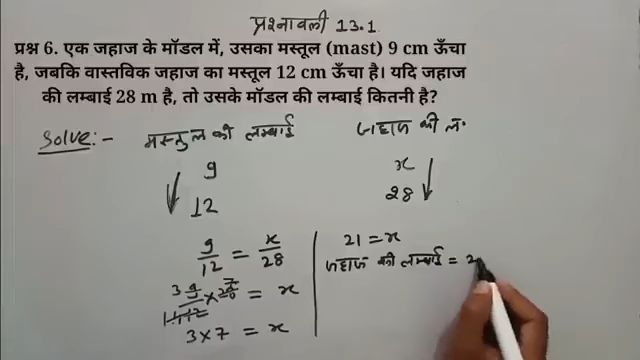 प्रश्नावली 13.1
प्रश्न 6. एक जहाज के मॉडल में, उसका मस्तूल (mast) 9 cm ऊँचा
है, जबकि वास्तविक जहाज का मस्तूल 12 cm ऊँचा है। यदि जहाज
की लम्बाई 28 m है, तो उसके मॉडल की लम्बाई कितनी है?
Solve:- मस्तुल की लम्बाई जहाज की ल.
9 x
12 28
9/12 = x/28
21 = x
जहाज की लम्बाई = 2
= x
3 x 7 = x